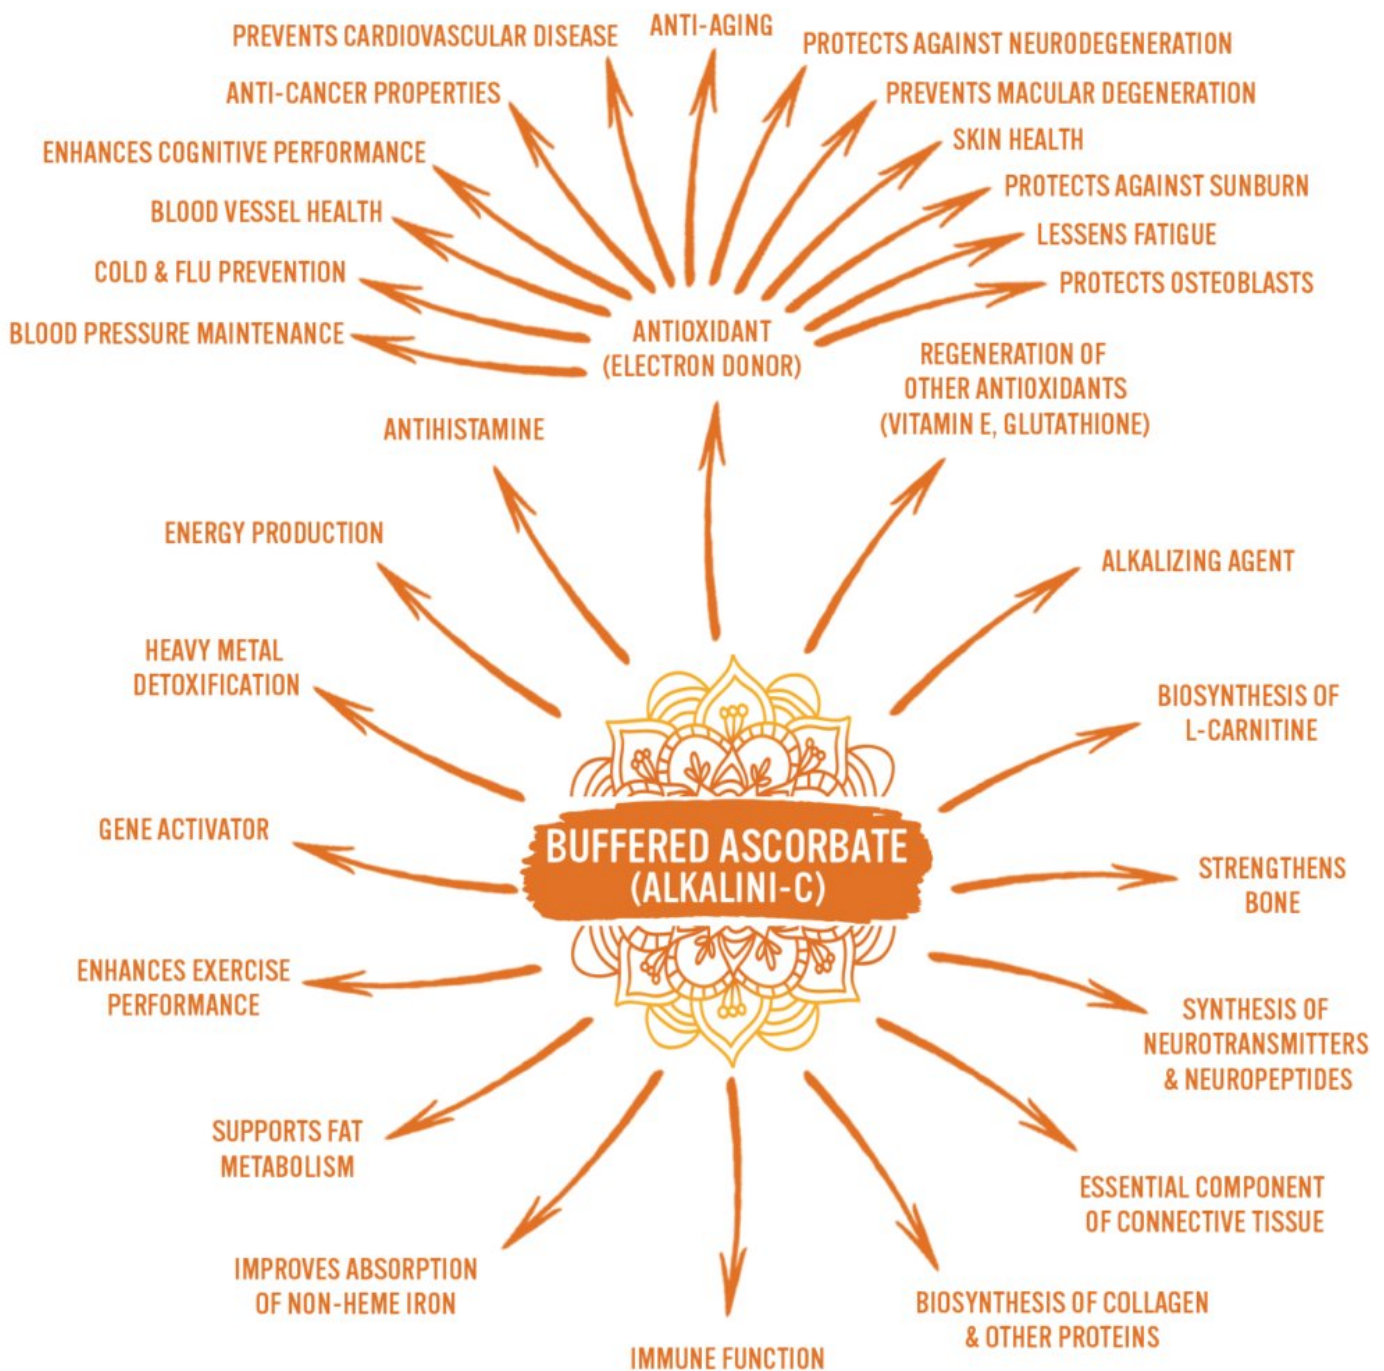 ANTI-AGING
PREVENTS CARDIOVASCULAR DISEASE
PROTECTS AGAINST NEURODEGENERATION
ANTI-CANCER PROPERTIES
PREVENTS MACULAR DEGENERATION
SKIN HEALTH
ENHANCES COGNITIVE PERFORMANCE
PROTECTS AGAINST SUNBURN
BLOOD VESSEL HEALTH
LESSENS FATIGUE
COLD & FLU PREVENTION
PROTECTS OSTEOBLASTS
BLOOD PRESSURE MAINTENANCE
ANTIOXIDANT
(ELECTRON DONOR)
REGENERATION OF
OTHER ANTIOXIDANTS
(VITAMIN E, GLUTATHIONE)
ANTIHISTAMINE
ENERGY PRODUCTION
ALKALIZING AGENT
HEAVY METAL
DETOXIFICATION
BIOSYNTHESIS OF
L-CARNITINE
GENE ACTIVATOR
BUFFERED ASCORBATE
(ALKALINI-C)
STRENGTHENS
BONE
ENHANCES EXERCISE
PERFORMANCE
SYNTHESIS OF
NEUROTRANSMITTERS
& NEUROPEPTIDES
SUPPORTS FAT
METABOLISM
ESSENTIAL COMPONENT
OF CONNECTIVE TISSUE
IMPROVES ABSORPTION
OF NON-HEME IRON
BIOSYNTHESIS OF COLLAGEN
& OTHER PROTEINS
IMMUNE FUNCTION